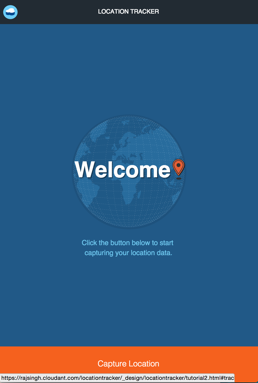 LOCATION TRACKER
Welcome
Click the button below to start
capturing your location data.
Capture Location
https://rajsingh.cloudant.com/locationtracker/_design/locationtracker/tutorial2.html#trac